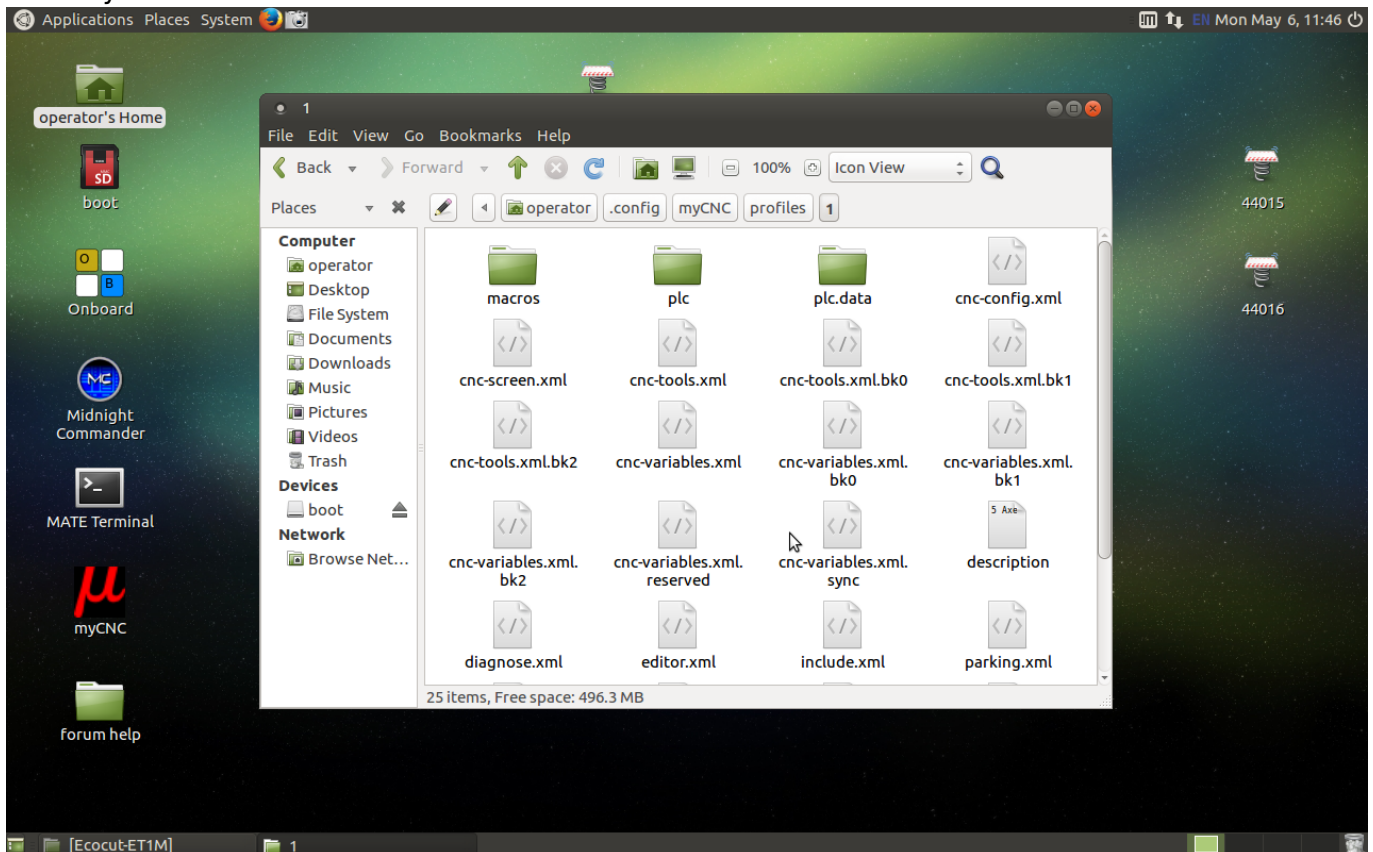 Applications Places System EN Mon May 6, 11:46
operator's Home
SD
boot
O
B
Onboard
MC
Midnight
Commander
>_
MATE Terminal
μ
myCNC
forum help
44015
44016
1
File Edit View Go Bookmarks Help
Back Forward 100% Icon View
Places operator .config myCNC profiles 1
Computer
operator
Desktop
File System
Documents
Downloads
Music
Pictures
Videos
Trash
Devices
boot
Network
Browse Net...
macros plc plc.data cnc-config.xml
cnc-screen.xml cnc-tools.xml cnc-tools.xml.bk0 cnc-tools.xml.bk1
cnc-tools.xml.bk2 cnc-variables.xml cnc-variables.xml. cnc-variables.xml.
bk0 bk1
5 Axe
cnc-variables.xml. cnc-variables.xml. cnc-variables.xml. description
bk2 reserved sync
diagnose.xml editor.xml include.xml parking.xml
25 items, Free space: 496.3 MB
[Ecocut-ET1M] 1